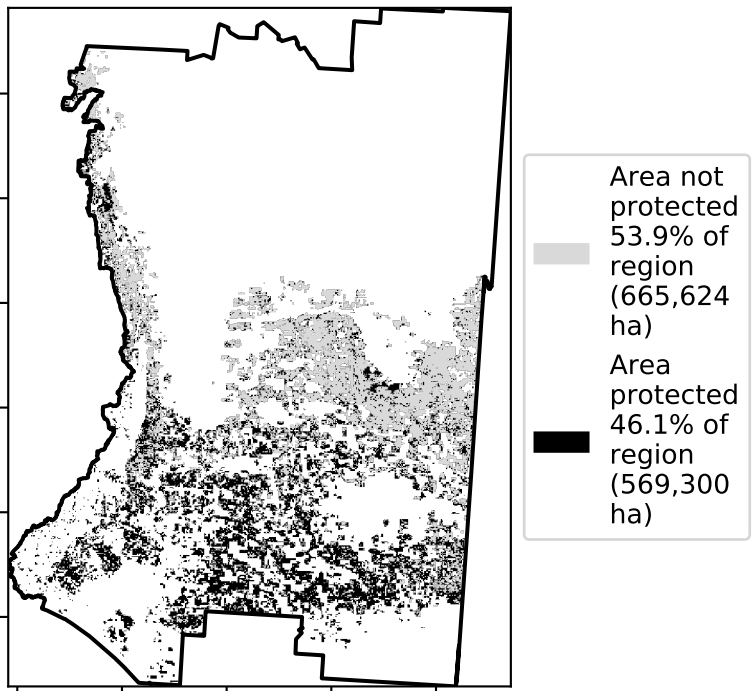 Area not
protected
53.9% of
region
(665,624
ha)
Area
protected
46.1% of
region
(569,300
ha)